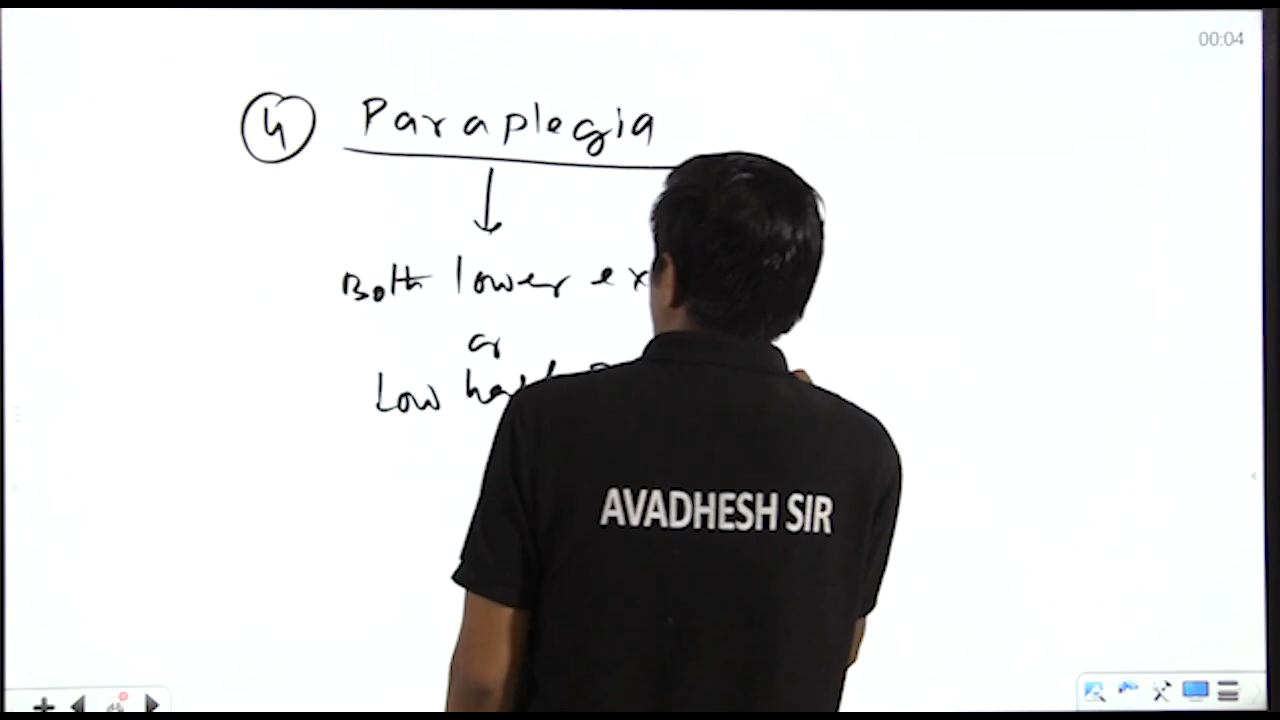 00:04
4 Paraplegia
Both lower ex
or
Low
AVADHESH SIR